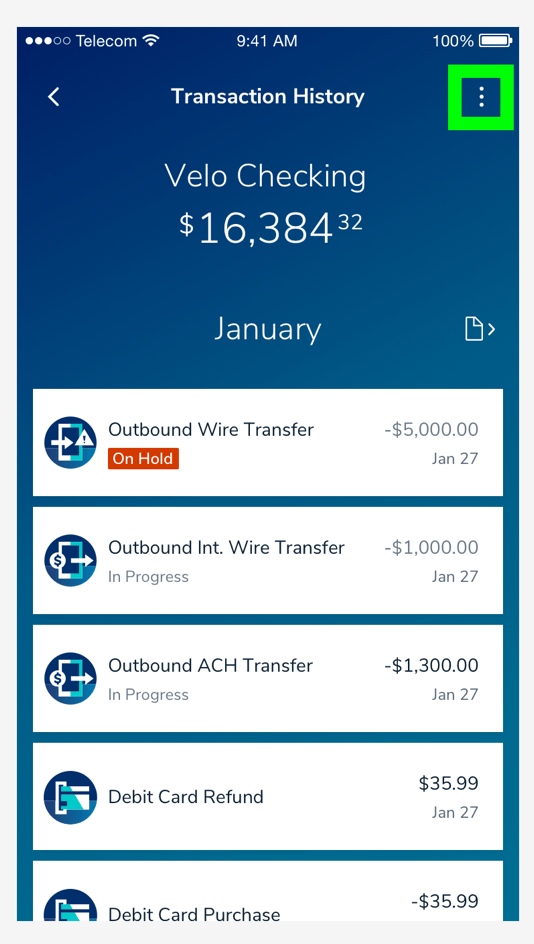 Telecom 9:41 AM 100%
Transaction History
Velo Checking
$16,384 32
January
Outbound Wire Transfer -$5,000.00
On Hold Jan 27
Outbound Int. Wire Transfer -$1,000.00
In Progress Jan 27
Outbound ACH Transfer -$1,300.00
In Progress Jan 27
Debit Card Refund $35.99
Jan 27
Debit Card Purchase -$35.99